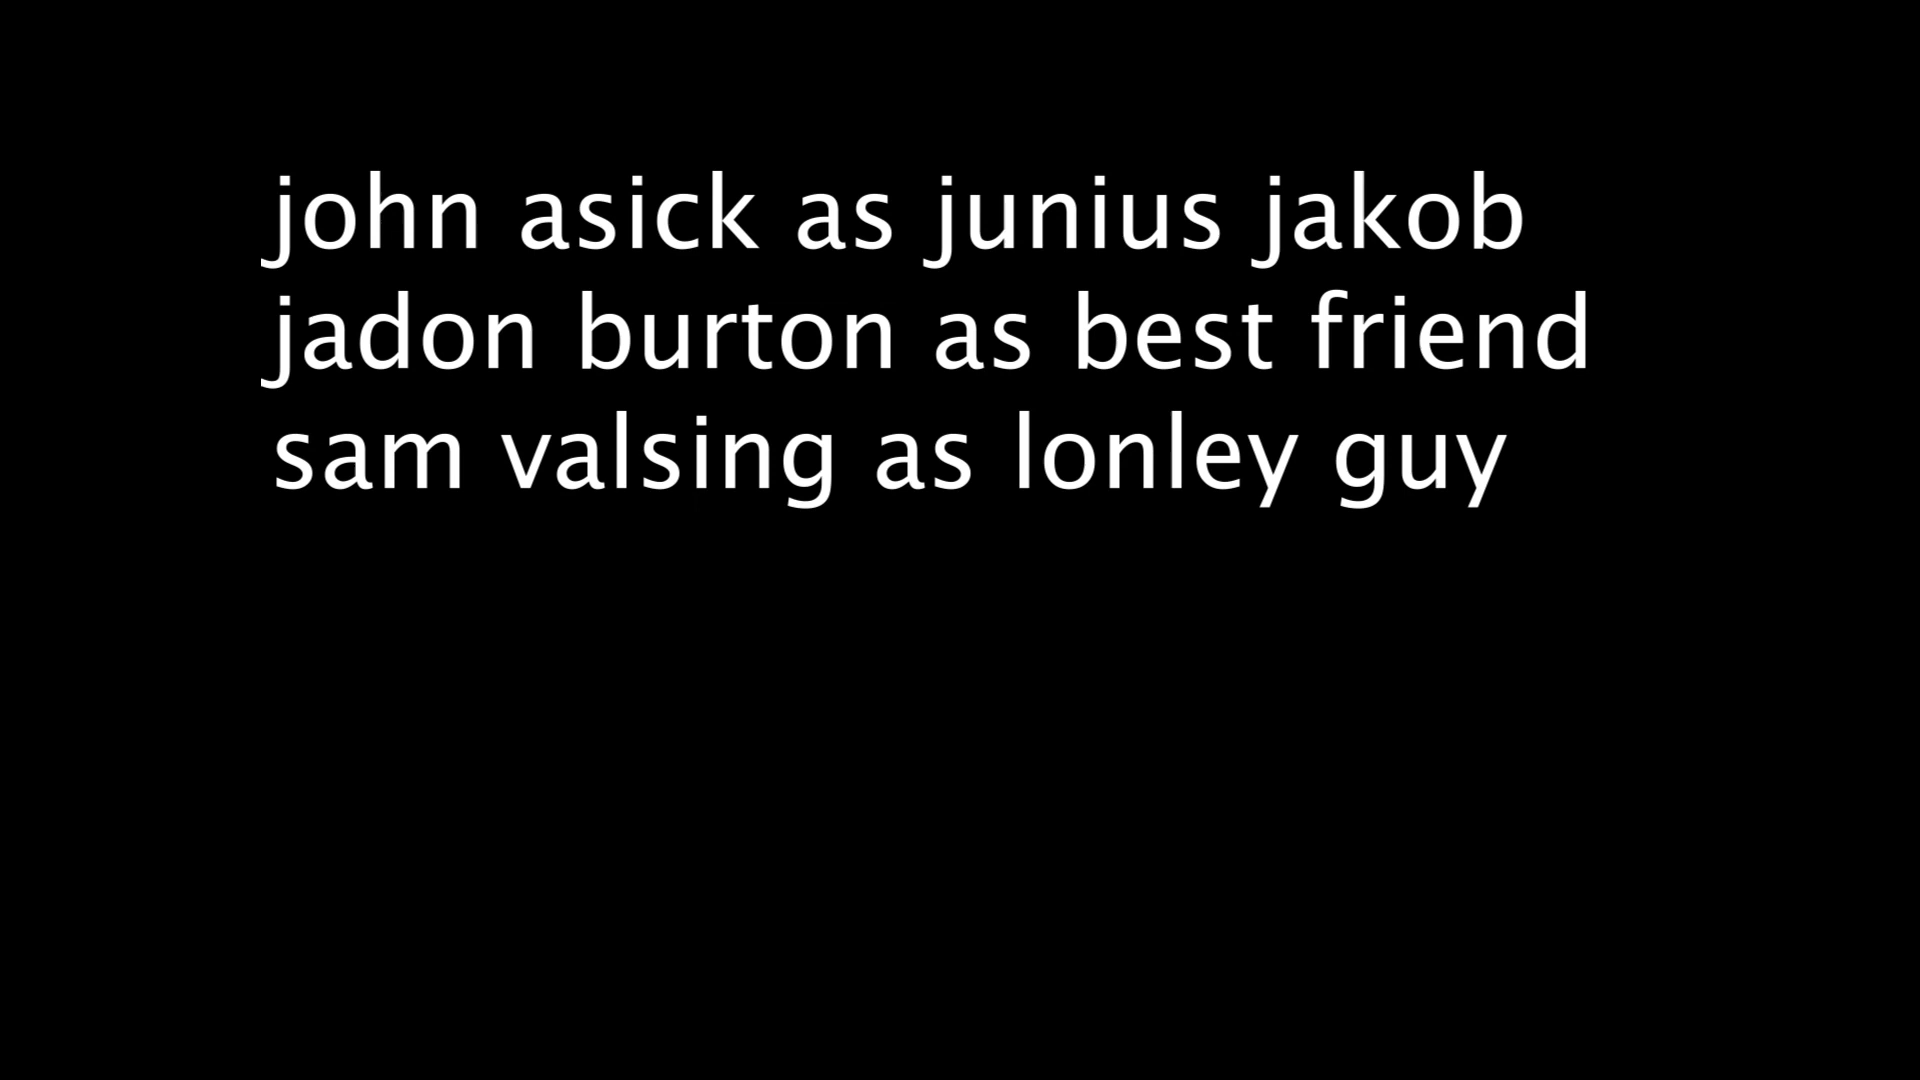 john asick as junius jakob
jadon burton as best friend
sam valsing as lonley guy